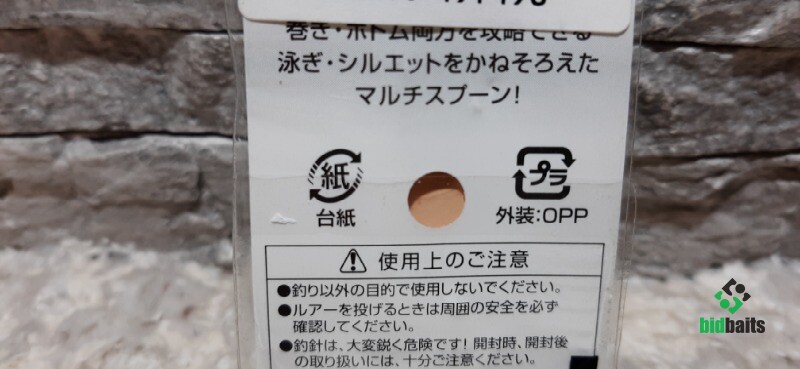 巻き・ボトム両方を攻略できる
泳ぎ・シルエットをかねそろえた
マルチスプーン!
紙
台紙
プラ
外装:OPP
使用上のご注意
●釣り以外の目的で使用しないでください。
●ルアーを投げるときは周囲の安全を必ず
確認してください。
●釣針は、大変鋭く危険です!開封時、開封後
の取り扱いには、十分ご注意ください。
bidbaits